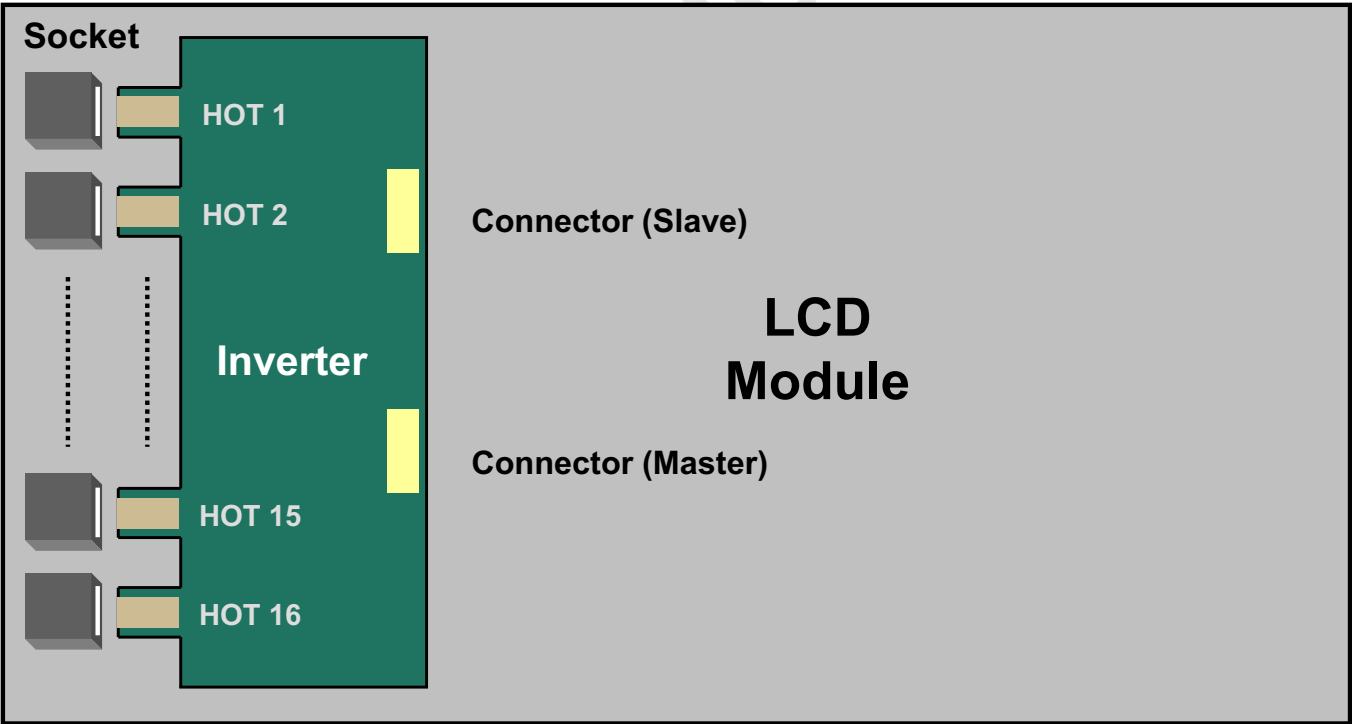 Socket
HOT 1
HOT 2
Connector (Slave)
LCD
Module
Inverter
Connector (Master)
HOT 15
HOT 16